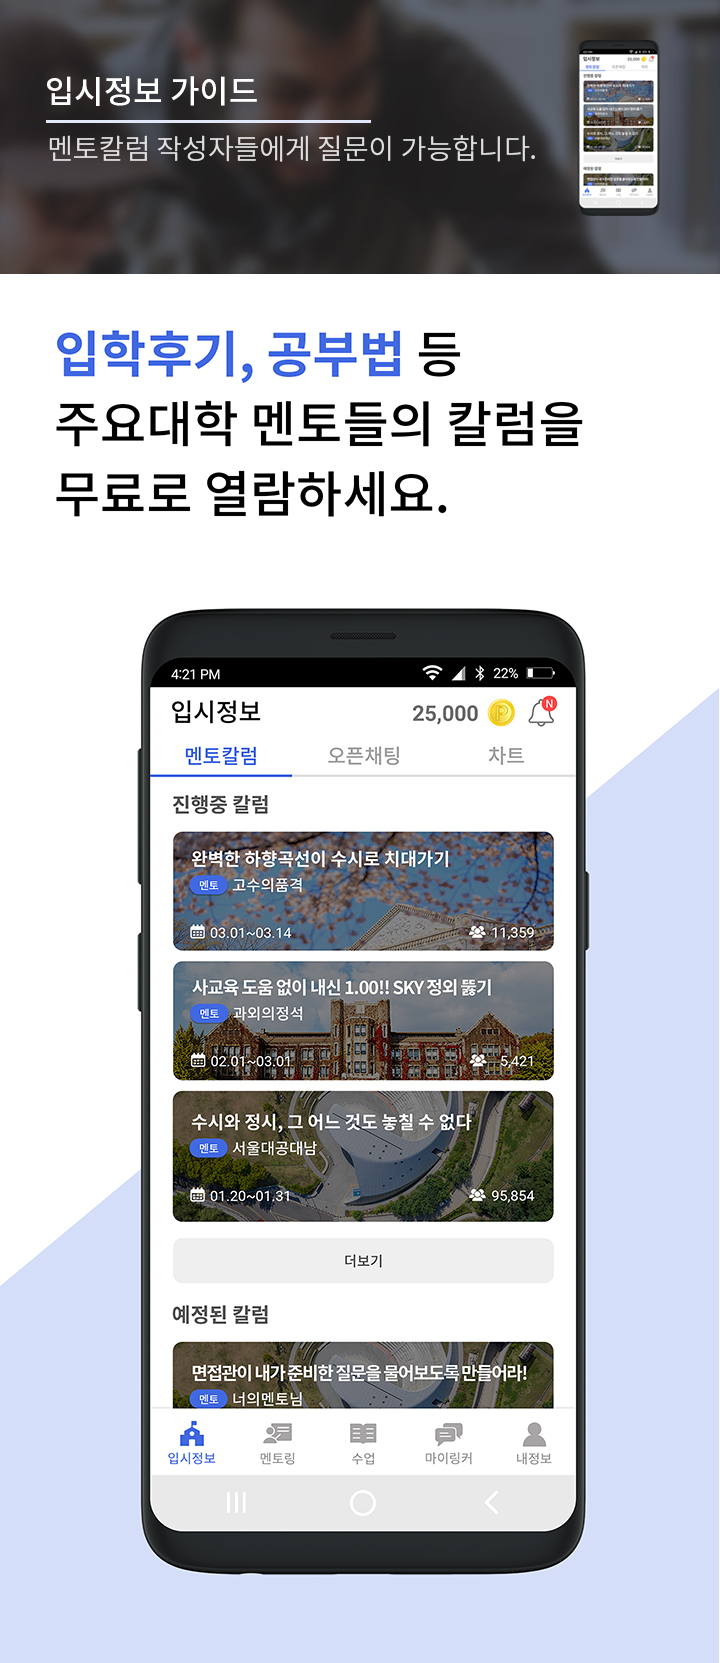 입시정보 가이드
멘토칼럼 작성자들에게 질문이 가능합니다.
입학후기, 공부법 등
주요대학 멘토들의 칼럼을
무료로 열람하세요.
4:21 PM 22%
입시정보 25,000 P N
멘토칼럼 오픈채팅 차트
진행중 칼럼
완벽한 하향곡선이 수시로 치대가기
멘토 고수의품격
03.01~03.14 11,359
사교육 도움 없이 내신 1.00!! SKY 정외 뚫기
멘토 과외의정석
02.01~03.01 5,421
수시와 정시, 그 어느 것도 놓칠 수 없다
멘토 서울대공대남
01.20~01.31 95,854
더보기
예정된 칼럼
면접관이 내가 준비한 질문을 물어보도록 만들어라!
멘토 너의멘토님
입시정보 멘토링 수업 마이링커 내정보